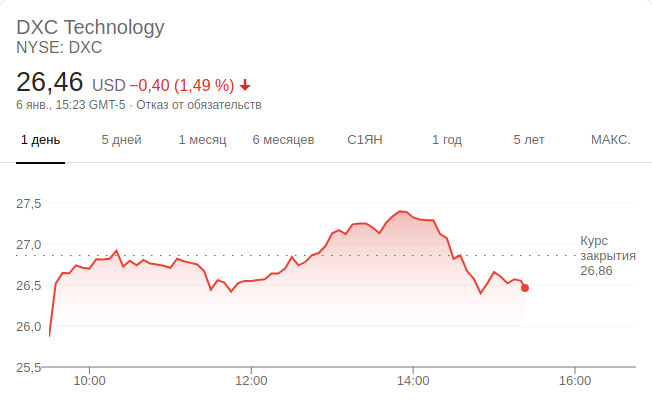 DXC Technology
NYSE: DXC
26,46 USD −0,40 (1,49 %)
6 янв., 15:23 GMT-5 · Отказ от обязательств
1 день 5 дней 1 месяц 6 месяцев С1ЯН 1 год 5 лет МАКС.
27,5
27,0
26,5
26,0
25,5
Курс
закрытия
26,86
10:00 12:00 14:00 16:00